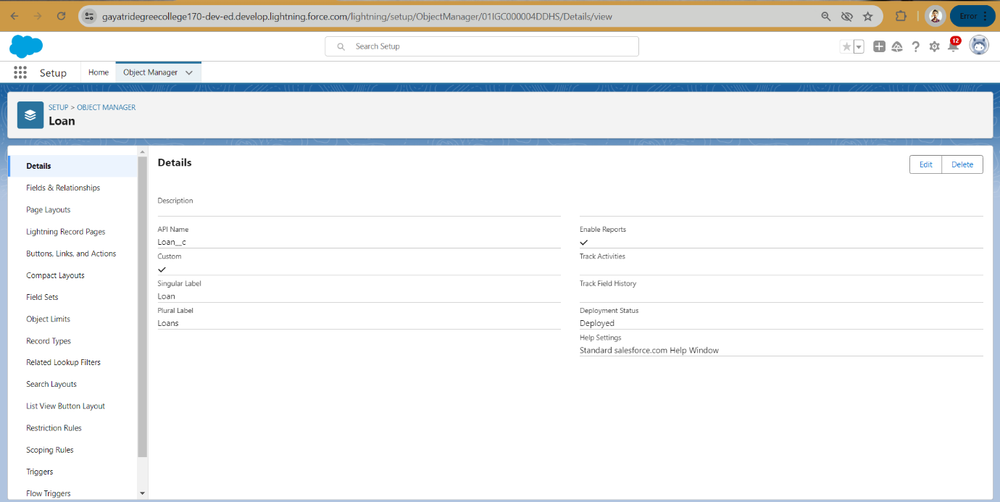 gayatridegreecollege170-dev-ed.develop.lightning.force.com/lightning/setup/ObjectManager/01IGC000004DDHS/Details/view
Error
Search Setup
12
Setup
Home
Object Manager
SETUP > OBJECT MANAGER
Loan
Details
Fields & Relationships
Page Layouts
Lightning Record Pages
Buttons, Links, and Actions
Compact Layouts
Field Sets
Object Limits
Record Types
Related Lookup Filters
Search Layouts
List View Button Layout
Restriction Rules
Scoping Rules
Triggers
Flow Triggers
Details
Edit
Delete
Description
API Name
Loan__c
Custom
Singular Label
Loan
Plural Label
Loans
Enable Reports
Track Activities
Track Field History
Deployment Status
Deployed
Help Settings
Standard salesforce.com Help Window